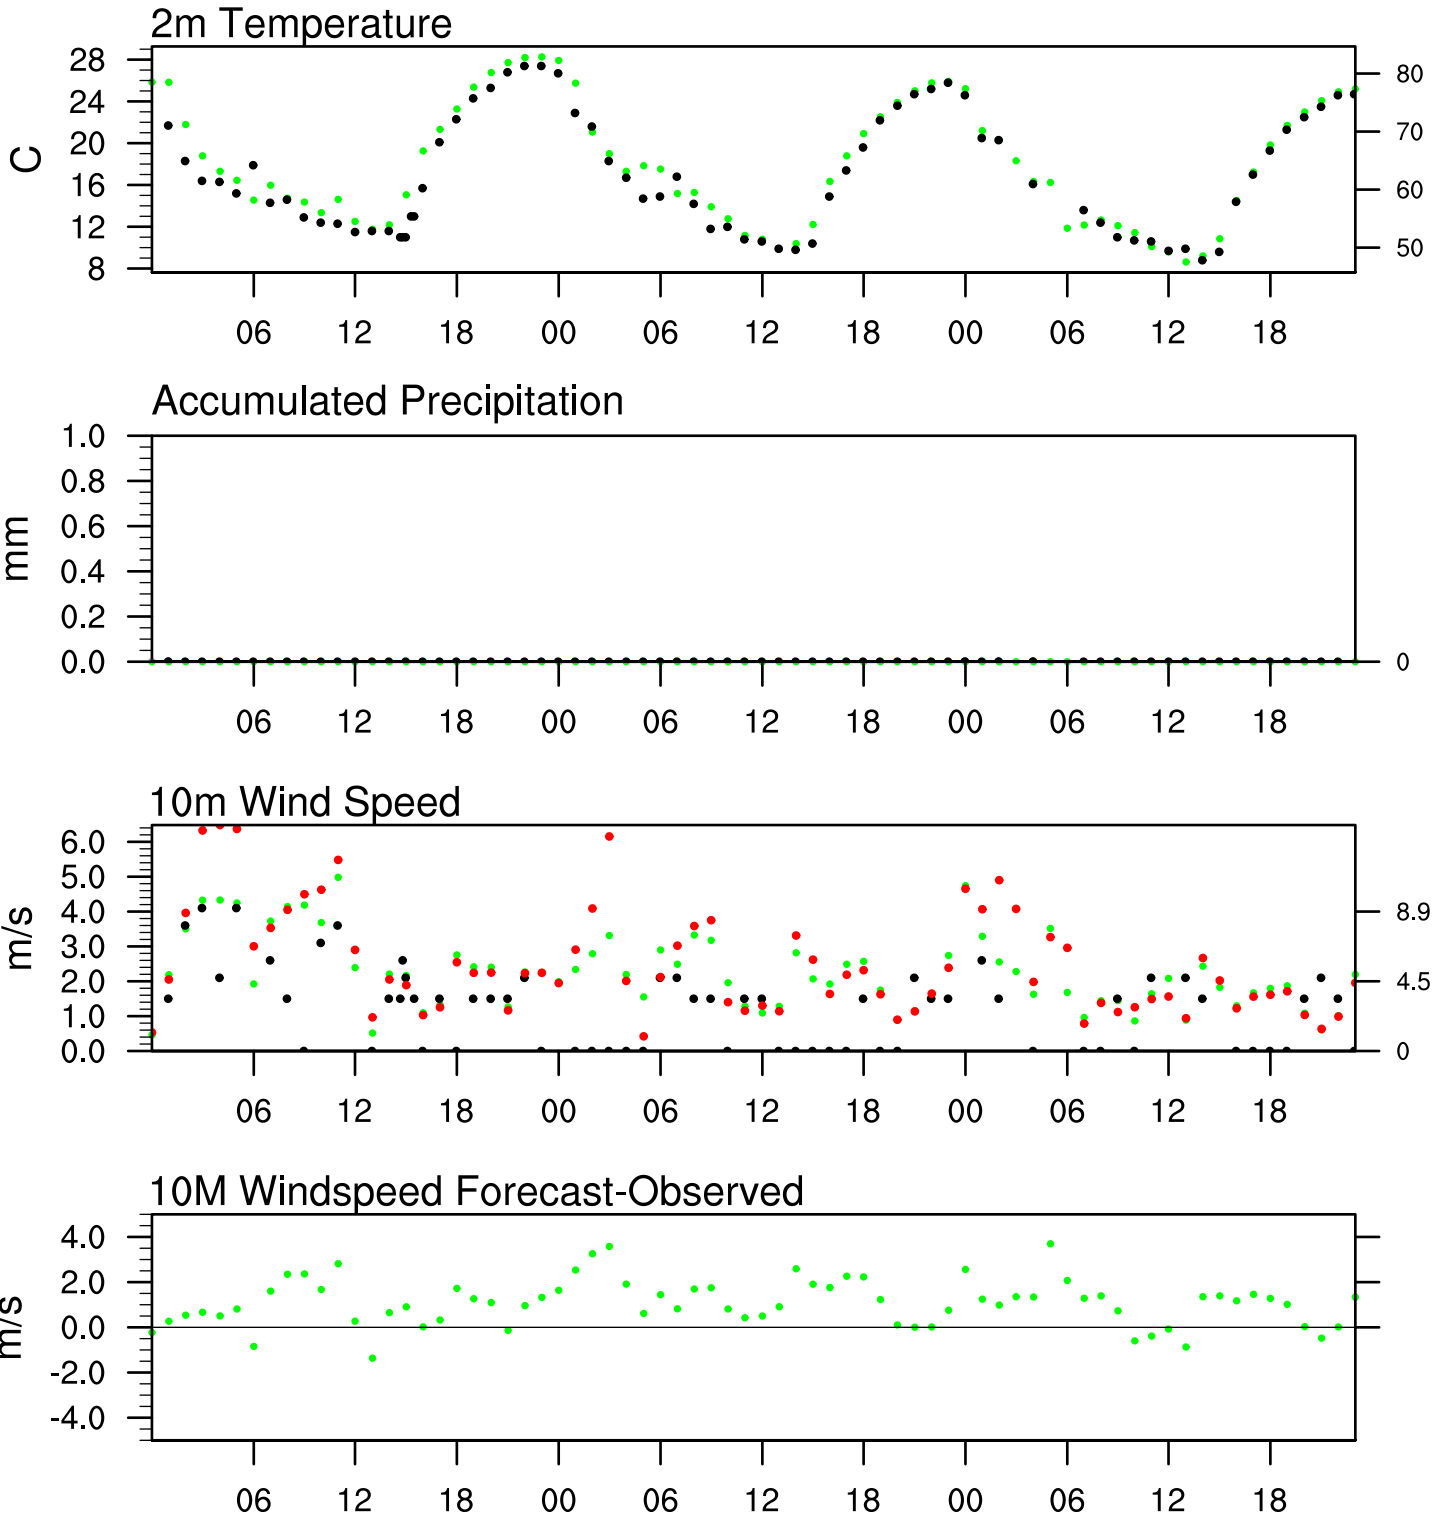 2m Temperature
28
24
20
16
12
8
C
80
70
60
50
06 12 18 00 06 12 18 00 06 12 18
Accumulated Precipitation
1.0
0.8
0.6
0.4
0.2
0.0
mm
0
06 12 18 00 06 12 18 00 06 12 18
10m Wind Speed
6.0
5.0
4.0
3.0
2.0
1.0
0.0
m/s
8.9
4.5
0
06 12 18 00 06 12 18 00 06 12 18
10M Windspeed Forecast-Observed
4.0
2.0
0.0
-2.0
-4.0
m/s
06 12 18 00 06 12 18 00 06 12 18